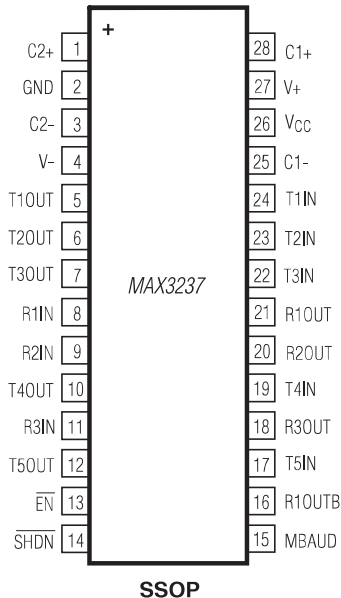 +
C2+ 1 28 C1+
GND 2 27 V+
C2- 3 26 VCC
V- 4 25 C1-
T1OUT 5 24 T1IN
T2OUT 6 23 T2IN
T3OUT 7 22 T3IN
MAX3237
R1IN 8 21 R1OUT
R2IN 9 20 R2OUT
T4OUT 10 19 T4IN
R3IN 11 18 R3OUT
T5OUT 12 17 T5IN
E̅N̅ 13 16 R1OUTB
S̅H̅D̅N̅ 14 15 MBAUD
SSOP